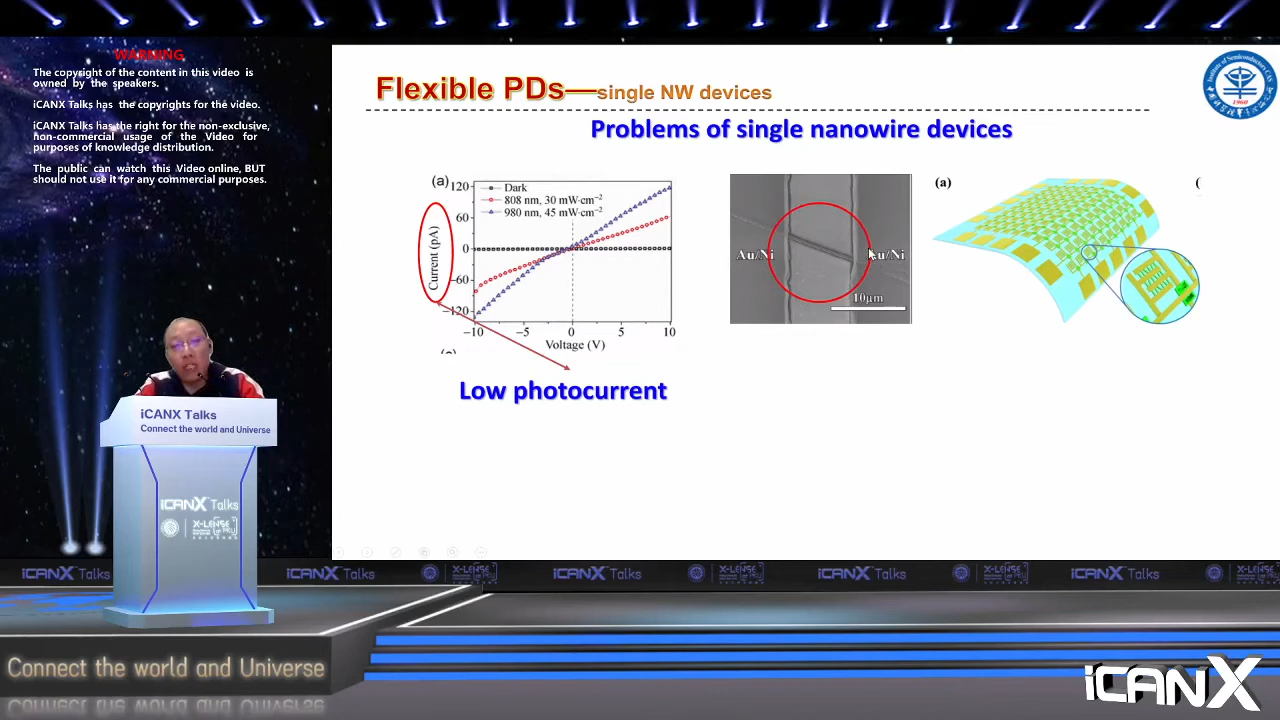 WARNING
The copyright of the content in this video is
owned by the speakers.
iCANX Talks has the copyrights for the video.
iCANX Talks has the right for the non-exclusive,
non-commercial usage of the Video for
purposes of knowledge distribution.
The public can watch this Video online, BUT
should not use it for any commercial purposes.
Flexible PDs—single NW devices
Problems of single nanowire devices
Institute of Semiconductors CAS
1960
(a)
120
60
0
−60
−120
Current (pA)
Dark
808 nm, 30 mW·cm−2
980 nm, 45 mW·cm−2
−10 −5 0 5 10
Voltage (V)
Low photocurrent
Au/Ni
Au/Ni
10μm
(a)
(
iCANX Talks
Connect the world and Universe
iCANX Talks
X-LENSE
iCANX Talks
iCANX Talks
iCANX Talks
iCANX Talks
iCANX Talks
Connect the world and Universe
iCANX